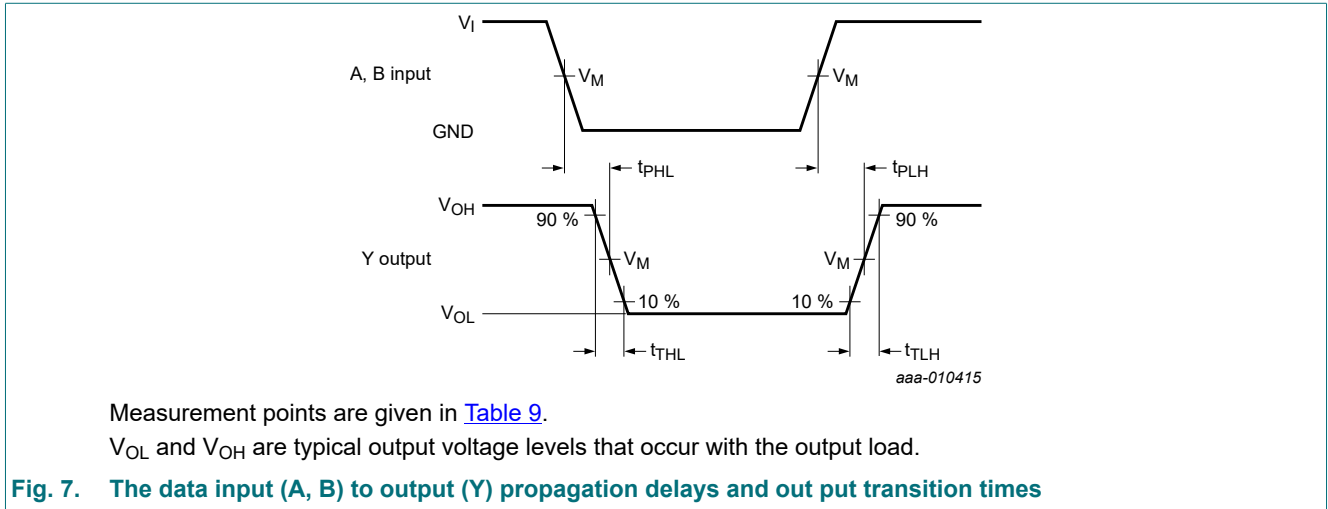 VI
A, B input
VM
VM
GND
tPHL
tPLH
VOH
90 %
90 %
Y output
VM
VM
10 %
10 %
VOL
tTHL
tTLH
aaa-010415
Measurement points are given in Table 9.
VOL and VOH are typical output voltage levels that occur with the output load.
Fig. 7. The data input (A, B) to output (Y) propagation delays and out put transition times